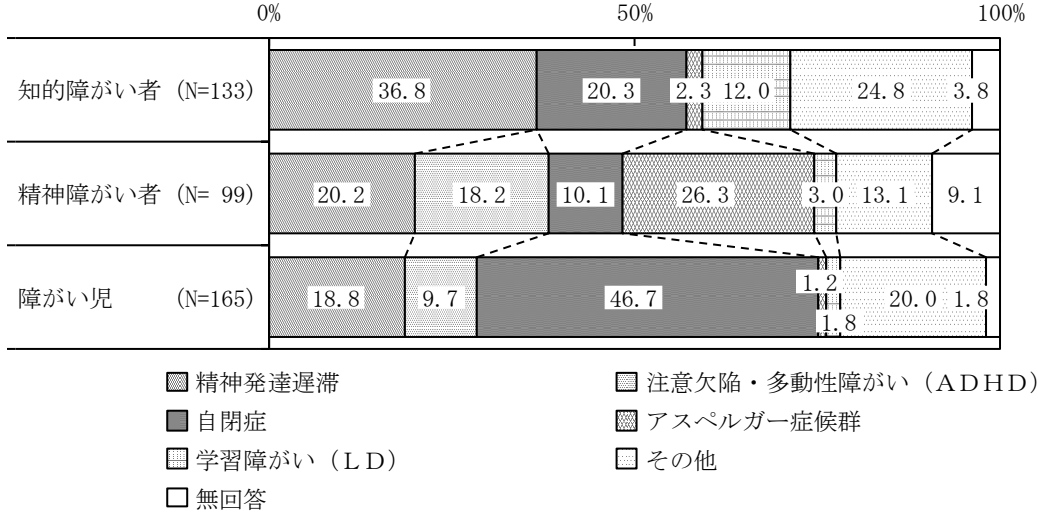 0% 50% 100%
知的障がい者 (N=133) 36.8 20.3 2.3 12.0 24.8 3.8
精神障がい者 (N= 99) 20.2 18.2 10.1 26.3 3.0 13.1 9.1
障がい児 (N=165) 18.8 9.7 46.7 1.2 1.8 20.0 1.8
精神発達遅滞 注意欠陥・多動性障がい（ＡＤＨＤ）
自閉症 アスペルガー症候群
学習障がい（ＬＤ） その他
無回答